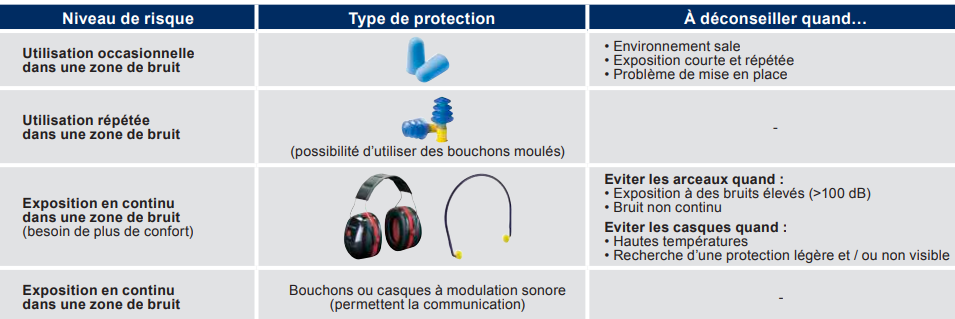 Niveau de risque
Type de protection
À déconseiller quand…
Utilisation occasionnelle
dans une zone de bruit
• Environnement sale
• Exposition courte et répétée
• Problème de mise en place
Utilisation répétée
dans une zone de bruit
(possibilité d’utiliser des bouchons moulés)
-
Exposition en continu
dans une zone de bruit
(besoin de plus de confort)
Eviter les arceaux quand :
• Exposition à des bruits élevés (>100 dB)
• Bruit non continu
Eviter les casques quand :
• Hautes températures
• Recherche d’une protection légère et / ou non visible
Exposition en continu
dans une zone de bruit
Bouchons ou casques à modulation sonore
(permettent la communication)
-